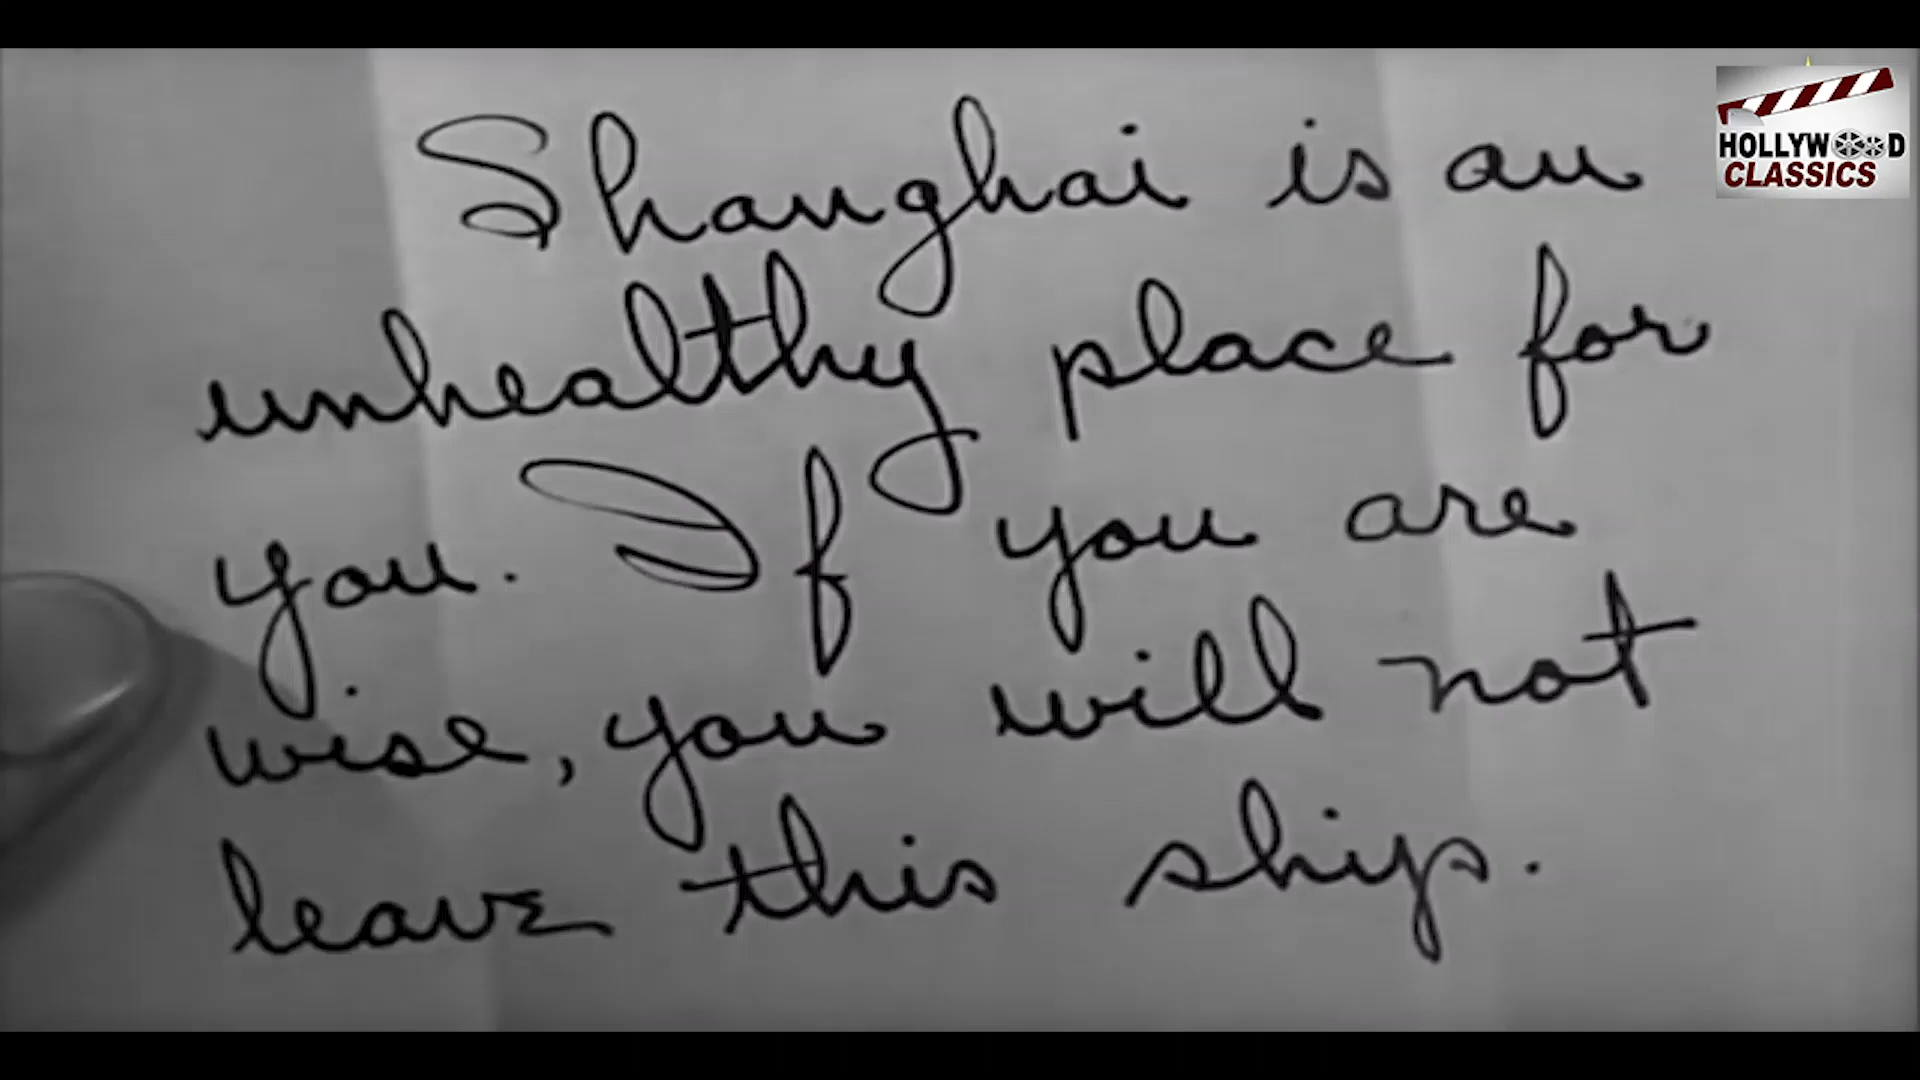 Shanghai is an
unhealthy place for
you. If you are
wise, you will not
leave this ship.
HOLLYWOOD
CLASSICS